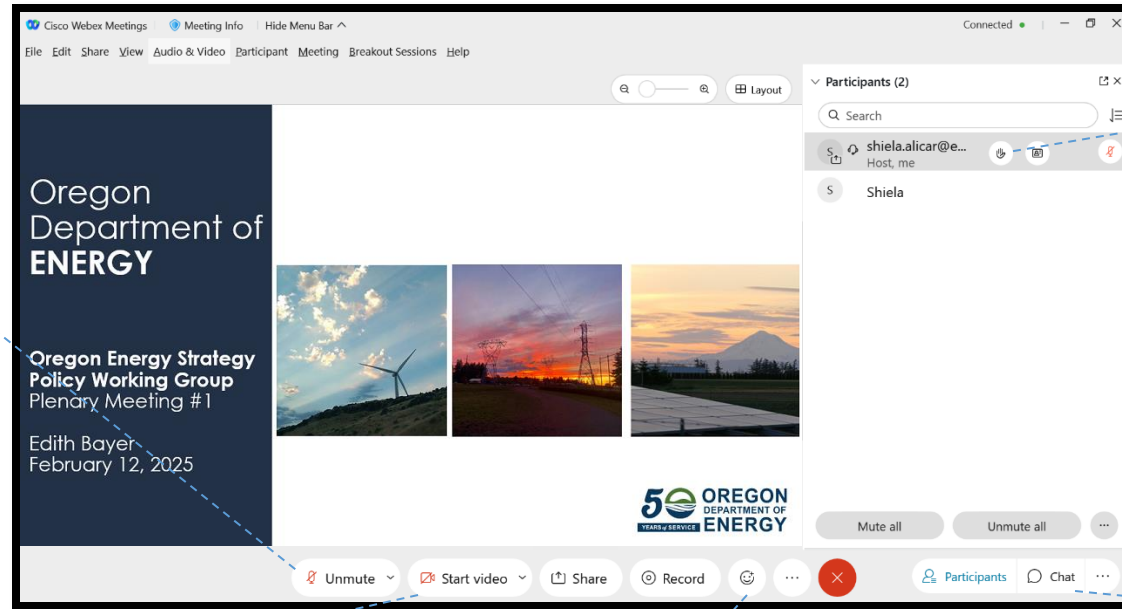 Cisco Webex Meetings Meeting Info Hide Menu Bar
Connected
File Edit Share View Audio & Video Participant Meeting Breakout Sessions Help
Layout
Participants (2)
Search
S shiela.alicar@e...
Host, me
S Shiela
Oregon
Department of
ENERGY
Oregon Energy Strategy
Policy Working Group
Plenary Meeting #1
Edith Bayer
February 12, 2025
50 OREGON
DEPARTMENT OF
YEARS of SERVICE ENERGY
Mute all Unmute all ...
Unmute Start video Share Record ... Participants Chat ...